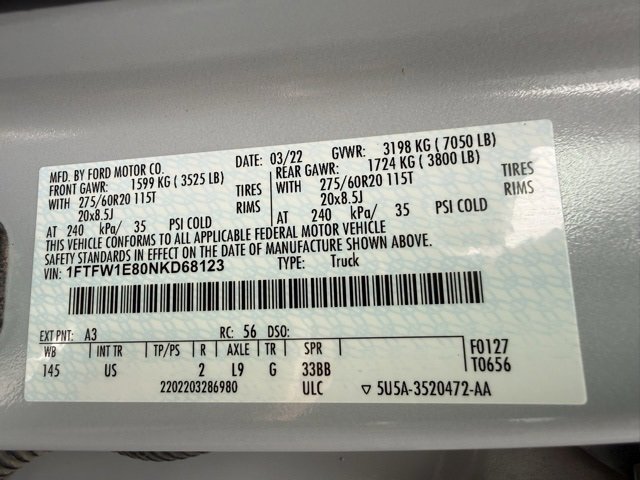 MFD. BY FORD MOTOR CO. DATE: 03/22 GVWR: 3198 KG ( 7050 LB)
FRONT GAWR: 1599 KG ( 3525 LB) REAR GAWR: 1724 KG ( 3800 LB)
WITH 275/60R20 115T TIRES WITH 275/60R20 115T TIRES
20x8.5J RIMS 20x8.5J RIMS
AT 240 kPa/ 35 PSI COLD AT 240 kPa/ 35 PSI COLD
THIS VEHICLE CONFORMS TO ALL APPLICABLE FEDERAL MOTOR VEHICLE
SAFETY STANDARDS IN EFFECT ON THE DATE OF MANUFACTURE SHOWN ABOVE.
VIN: 1FTFW1E80NKD68123 TYPE: Truck
EXT PNT: A3 RC: 56 DSO:
WB INT TR TP/PS R AXLE TR SPR F0127
145 US 2 L9 G 33BB T0656
2202203286980 ULC ▽ 5U5A-3520472-AA